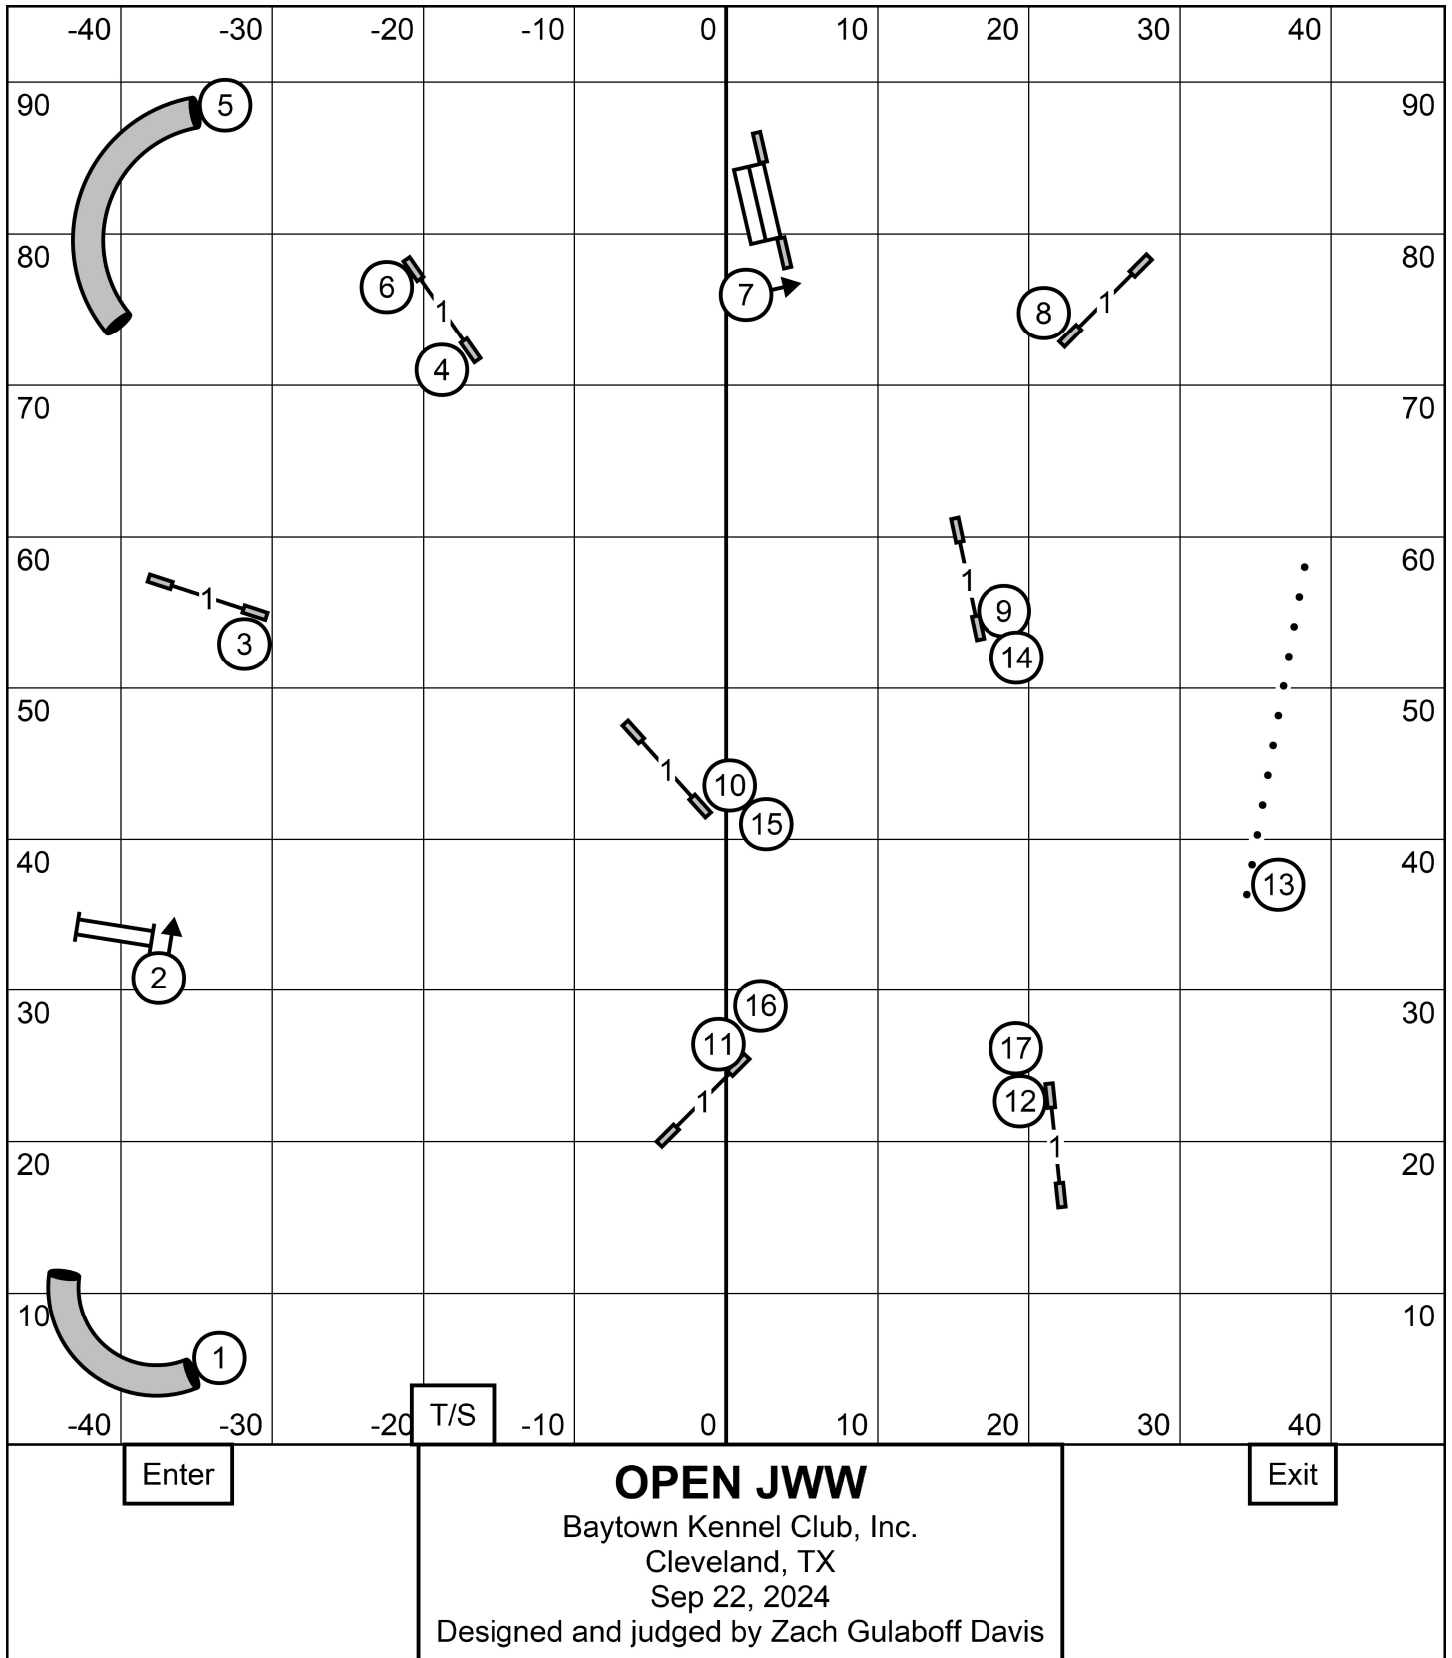 -40 -30 -20 -10 0 10 20 30 40
90 5 90
80 80
6 7 8
1 1
4
70 70
60 60
1 1
9
3 14
50 50
1 10
15
40 40
13
2
30 16 30
11 17
1 12
20 1 20
10 10
1
T/S
-40 -30 -20 -10 0 10 20 30 40
Enter Exit
OPEN JWW
Baytown Kennel Club, Inc.
Cleveland, TX
Sep 22, 2024
Designed and judged by Zach Gulaboff Davis